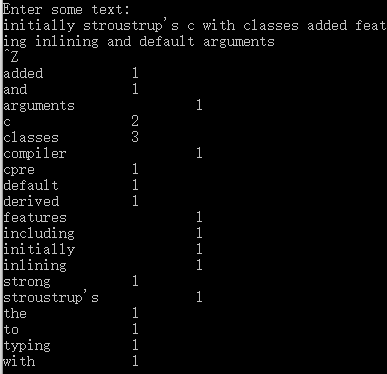 Enter some text:
initially stroustrup's c with classes added feat
ing inlining and default arguments
^Z
added 1
and 1
arguments 1
c 2
classes 3
compiler 1
cpre 1
default 1
derived 1
features 1
including 1
initially 1
inlining 1
strong 1
stroustrup's 1
the 1
to 1
typing 1
with 1